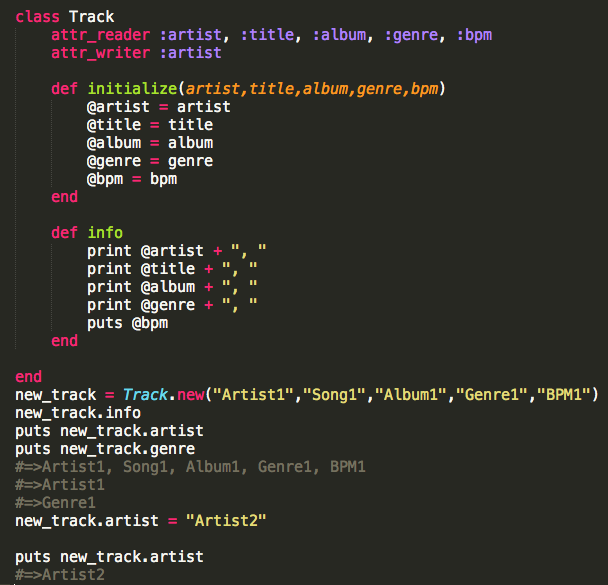 class Track
    attr_reader :artist, :title, :album, :genre, :bpm
    attr_writer :artist

    def initialize(artist,title,album,genre,bpm)
        @artist = artist
        @title = title
        @album = album
        @genre = genre
        @bpm = bpm
    end

    def info
        print @artist + ", "
        print @title + ", "
        print @album + ", "
        print @genre + ", "
        puts @bpm
    end

end
new_track = Track.new("Artist1","Song1","Album1","Genre1","BPM1")
new_track.info
puts new_track.artist
puts new_track.genre
#=>Artist1, Song1, Album1, Genre1, BPM1
#=>Artist1
#=>Genre1
new_track.artist = "Artist2"

puts new_track.artist
#=>Artist2